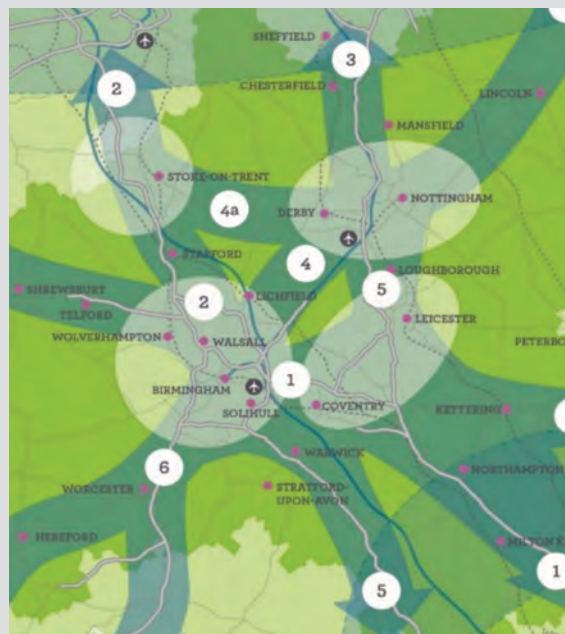 SHEFFIELD
3
CHESTERFIELD
2
LINCOLN
MANSFIELD
STOKE-ON-TRENT
NOTTINGHAM
4a
DERBY
STAFFORD
4
LOUGHBOROUGH
SHREWSBURY
5
LICHFIELD
TELFORD
2
LEICESTER
WOLVERHAMPTON
WALSALL
PETERBO
BIRMINGHAM
1
SOLIHULL
COVENTRY
KETTERING
WARWICK
6
NORTHAMPTON
WORCESTER
STRATFORD-
UPON-AVON
HEREFORD
MILTON K
1
5